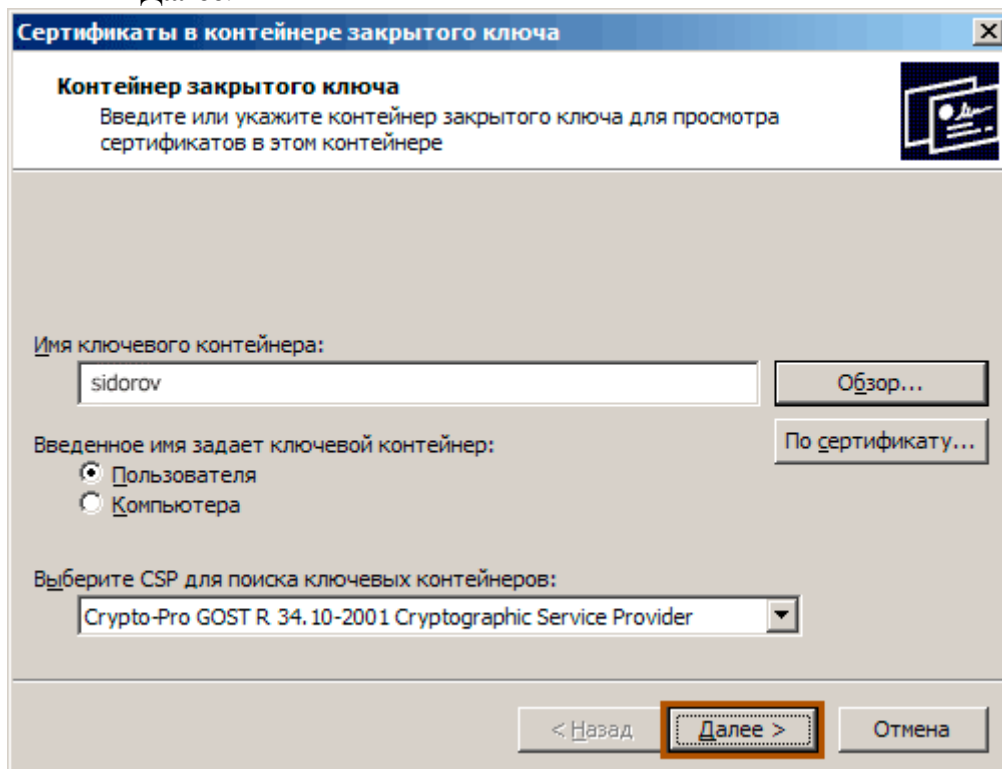 Далее.
Сертификаты в контейнере закрытого ключа
Контейнер закрытого ключа
Введите или укажите контейнер закрытого ключа для просмотра
сертификатов в этом контейнере
Имя ключевого контейнера:
sidorov
Обзор...
Введенное имя задает ключевой контейнер:
По сертификату...
Пользователя
Компьютера
Выберите CSP для поиска ключевых контейнеров:
Crypto-Pro GOST R 34.10-2001 Cryptographic Service Provider
< Назад
Далее >
Отмена